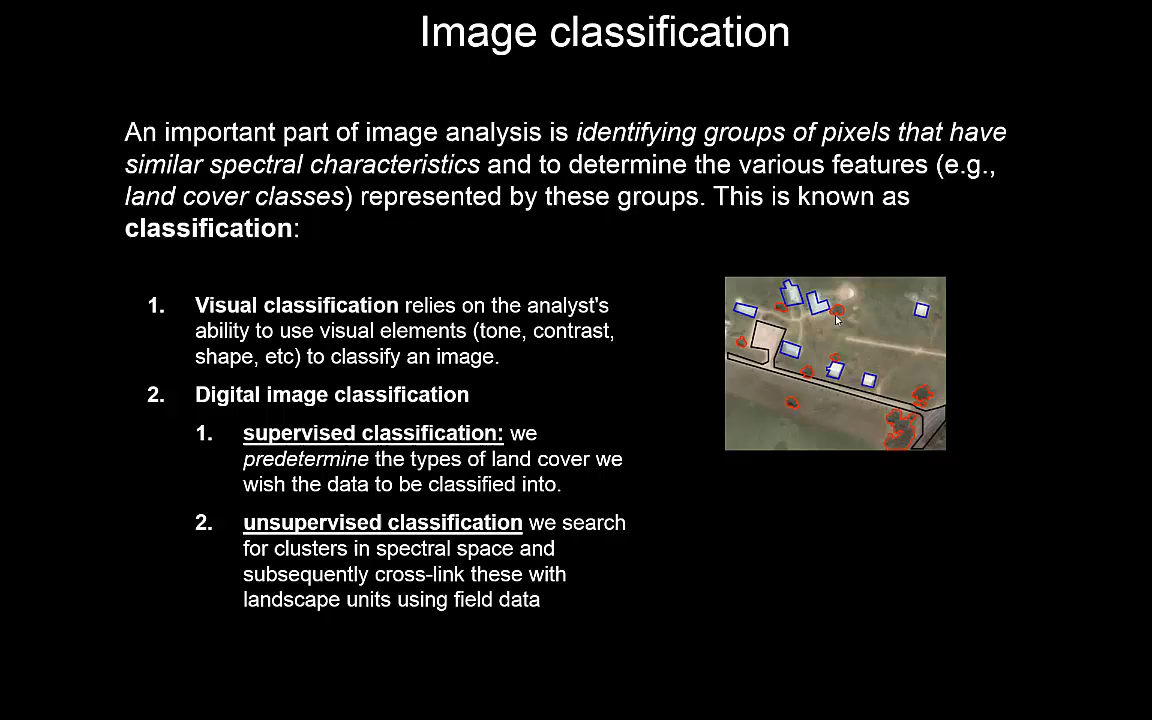 Image classification
An important part of image analysis is identifying groups of pixels that have
similar spectral characteristics and to determine the various features (e.g.,
land cover classes) represented by these groups. This is known as
classification:
1. Visual classification relies on the analyst's
ability to use visual elements (tone, contrast,
shape, etc) to classify an image.
2. Digital image classification
1. supervised classification: we
predetermine the types of land cover we
wish the data to be classified into.
2. unsupervised classification we search
for clusters in spectral space and
subsequently cross-link these with
landscape units using field data